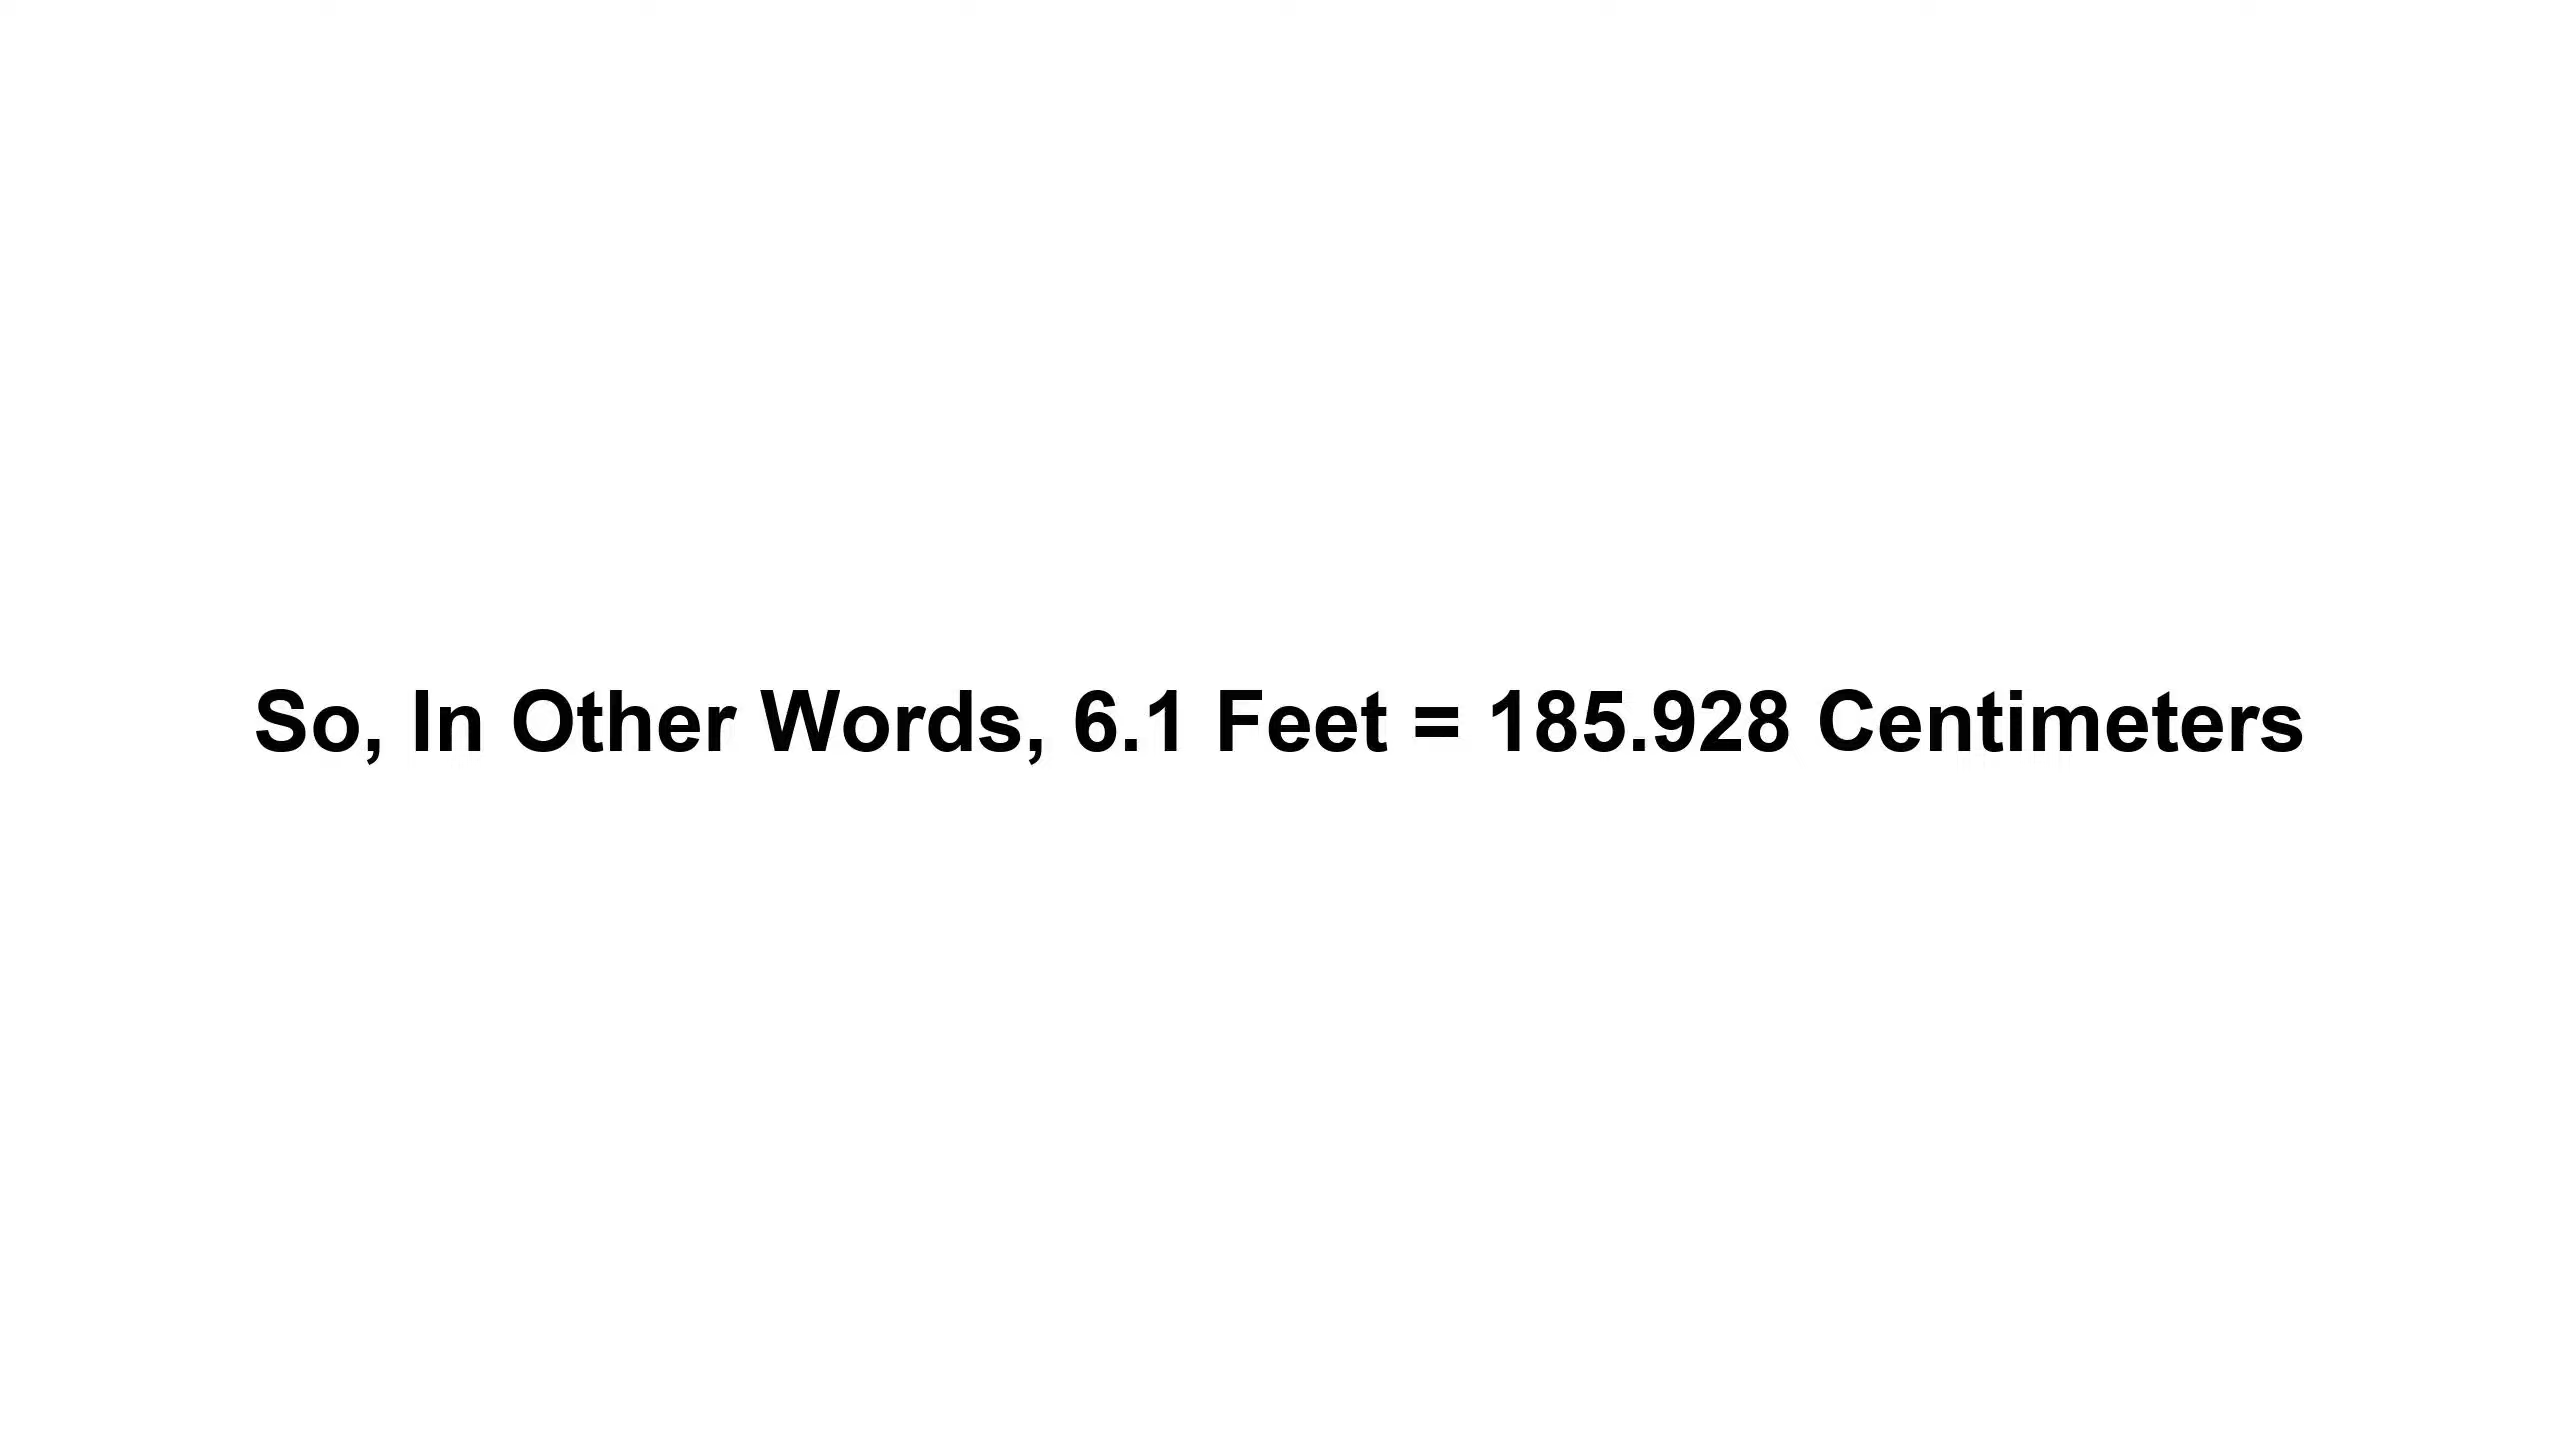 So, In Other Words, 6.1 Feet = 185.928 Centimeters